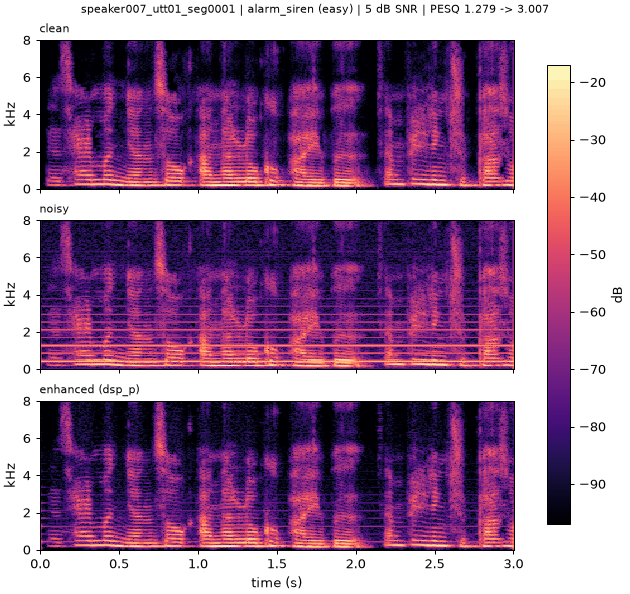 speaker007_utt01_seg0001 | alarm_siren (easy) | 5 dB SNR | PESQ 1.279 -> 3.007
clean
8
6
4
2
0
kHz
noisy
8
6
4
2
0
kHz
enhanced (dsp_p)
8
6
4
2
0
kHz
0.0 0.5 1.0 1.5 2.0 2.5 3.0
time (s)
−20
−30
−40
−50
−60
−70
−80
−90
dB